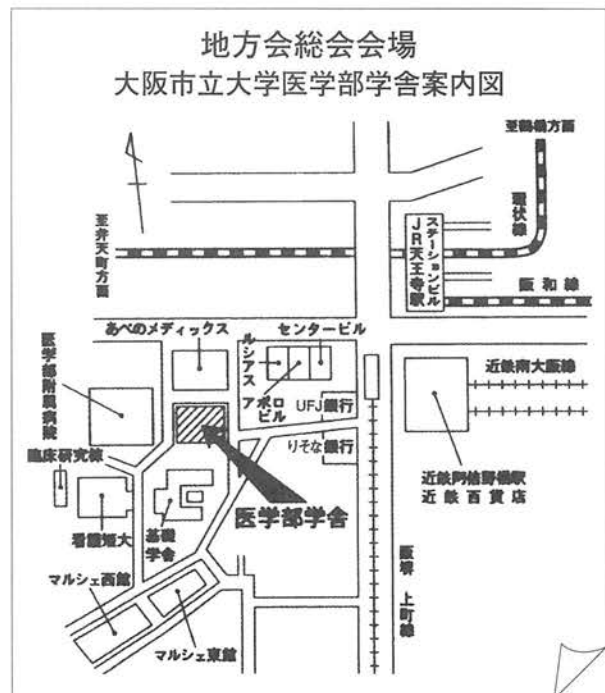 地方会総会会場
大阪市立大学医学部学舎案内図
至鶴橋方面
環状線
至弁天町方面
ステーションビル
JR天王寺駅
阪和線
あべのメディックス
センタービル
ルシアス
アポロビル
医学部附属病院
UFJ銀行
りそな銀行
近鉄南大阪線
臨床研究棟
医学部学舎
近鉄阿倍野橋駅
近鉄百貨店
看護短大
基礎学舎
マルシェ西館
マルシェ東館
阪堺上町線